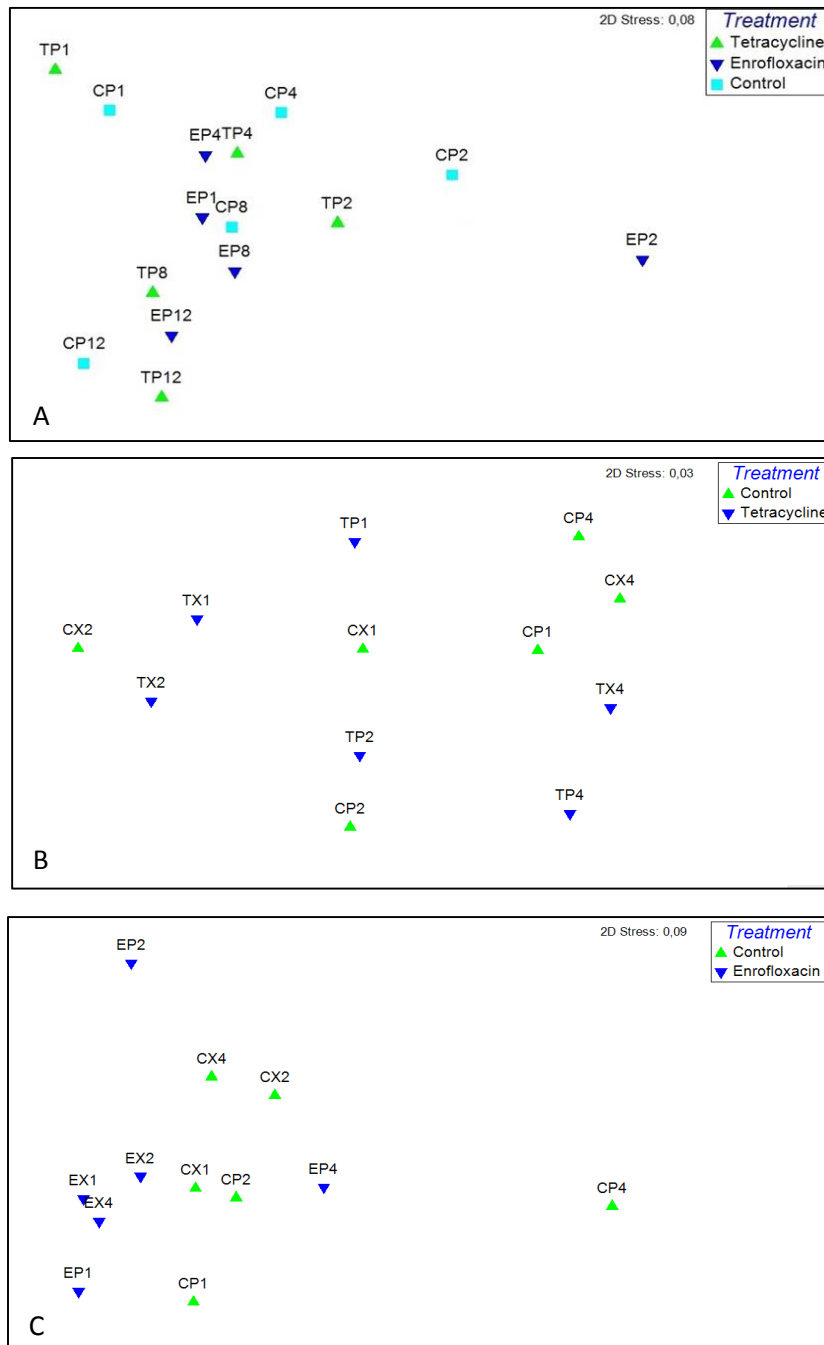 2D Stress: 0,08
Treatment
Tetracycline
Enrofloxacin
Control
TP1
CP1
CP4
EP4 TP4
CP2
EP1
CP8
TP2
EP2
EP8
TP8
EP12
CP12
TP12
A
2D Stress: 0,03
Treatment
Control
Tetracycline
TP1
CP4
TX1
CX4
CX2
CX1
CP1
TX2
TX4
TP2
TP4
CP2
B
2D Stress: 0,09
Treatment
Control
Enrofloxacin
EP2
CX4
CX2
EX2
EX1
CX1
CP2
EP4
CP4
EX4
EP1
CP1
C